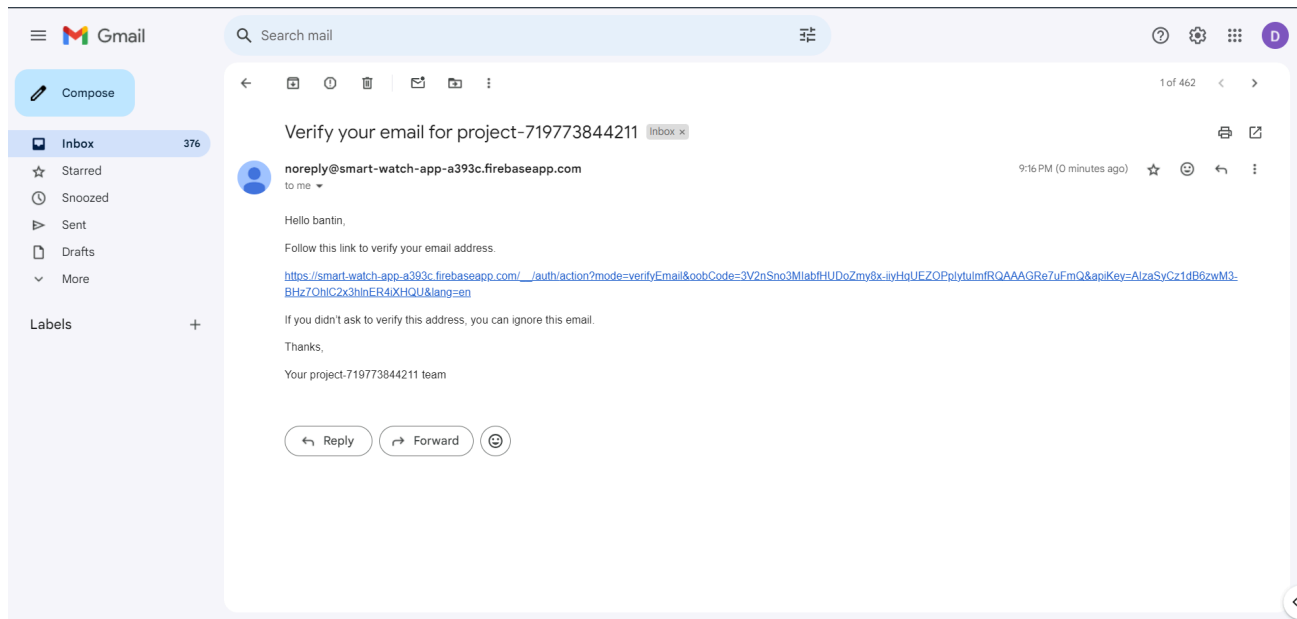 Gmail
Search mail
D
Compose
1 of 462
Inbox 376
Starred
Snoozed
Sent
Drafts
More
Labels
Verify your email for project-719773844211 Inbox ×
noreply@smart-watch-app-a393c.firebaseapp.com 9:16 PM (0 minutes ago)
to me
Hello bantin,
Follow this link to verify your email address.
https://smart-watch-app-a393c.firebaseapp.com/__/auth/action?mode=verifyEmail&oobCode=3V2nSno3MIabfHUDoZmy8x-iiyHqUEZOPpIytulmfRQAAAGRe7uFmQ&apiKey=AIzaSyCz1dB6zwM3-
BHz7OhlC2x3hlnER4iXHQU&lang=en
If you didn't ask to verify this address, you can ignore this email.
Thanks,
Your project-719773844211 team
Reply Forward